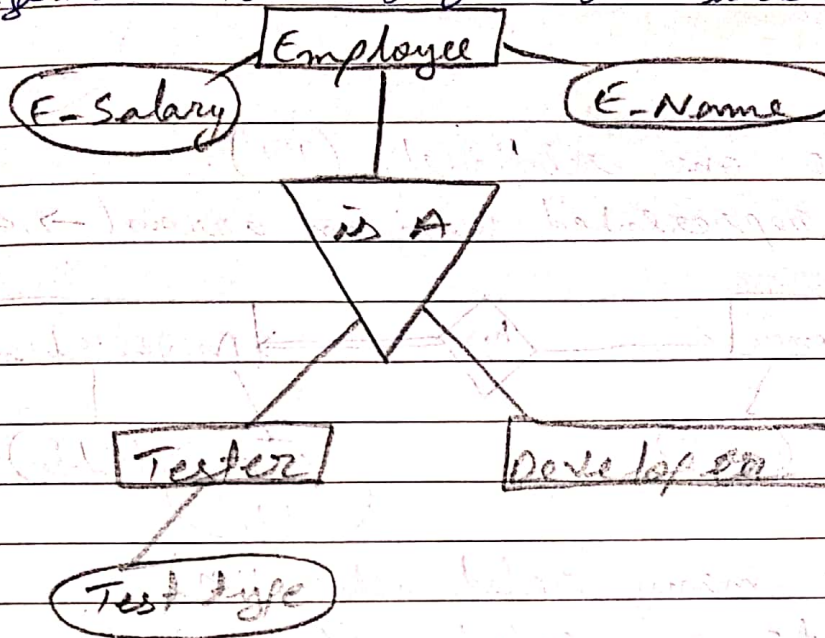 Employee
E-Salary
E-Name
is A
Tester
Developer
Test type